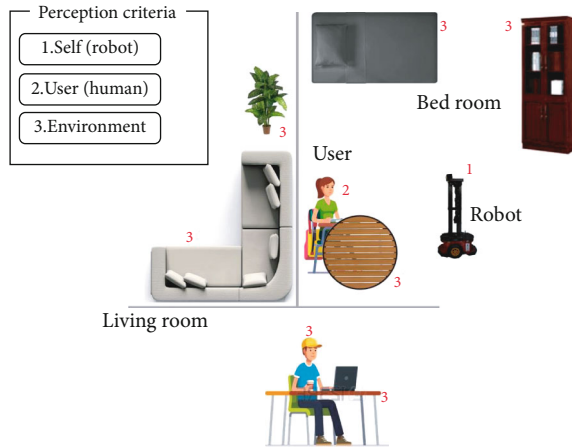 Perception criteria
1.Self (robot)
2.User (human)
3.Environment
3
3
Bed room
3
User
1
2
Robot
3
3
Living room
3
3